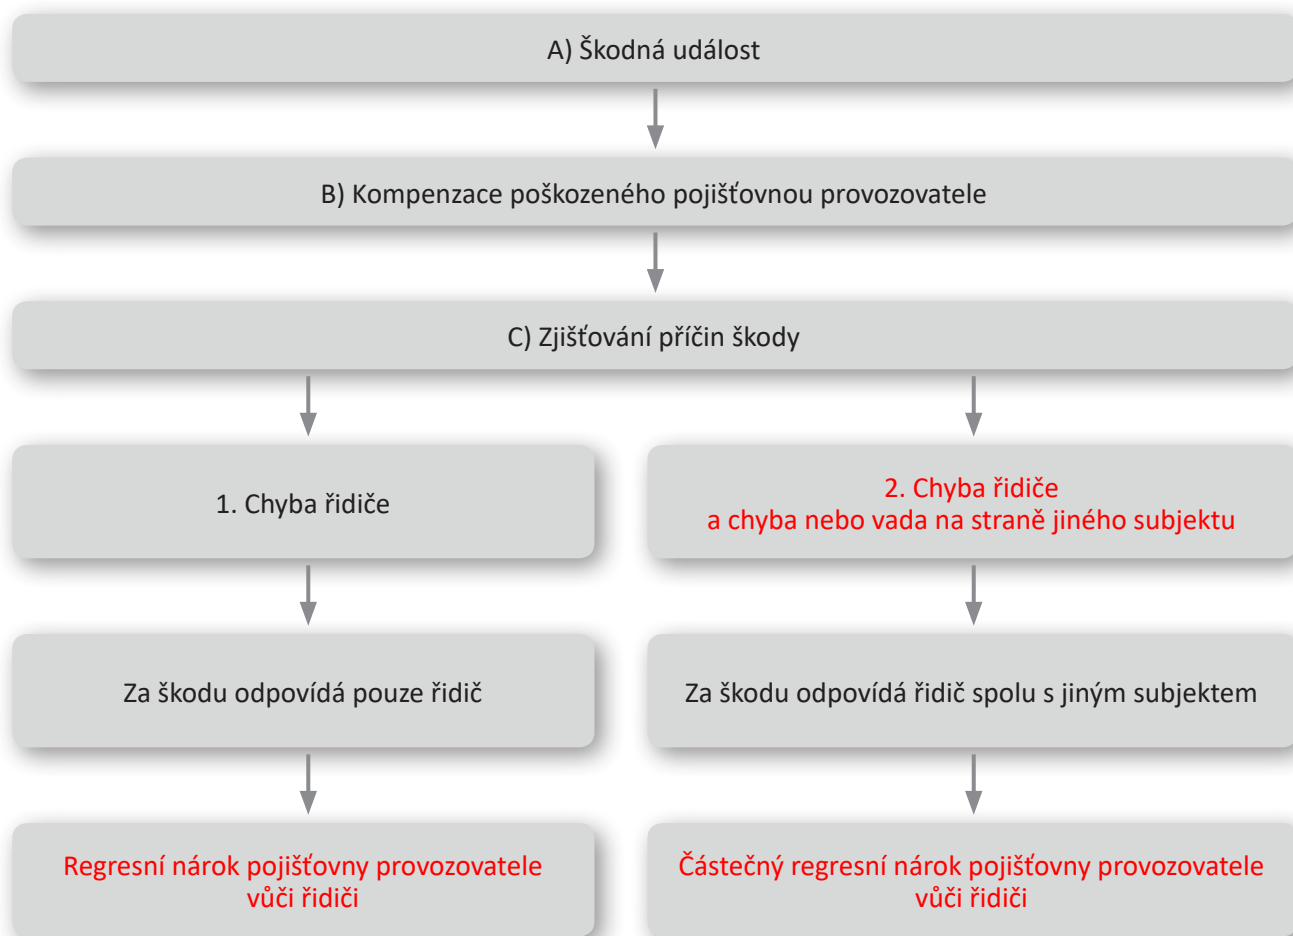 A) Škodná událost
B) Kompenzace poškozeného pojišťovnou provozovatele
C) Zjišťování příčin škody
1. Chyba řidiče
2. Chyba řidiče
a chyba nebo vada na straně jiného subjektu
Za škodu odpovídá pouze řidič
Za škodu odpovídá řidič spolu s jiným subjektem
Regresní nárok pojišťovny provozovatele
vůči řidiči
Částečný regresní nárok pojišťovny provozovatele
vůči řidiči